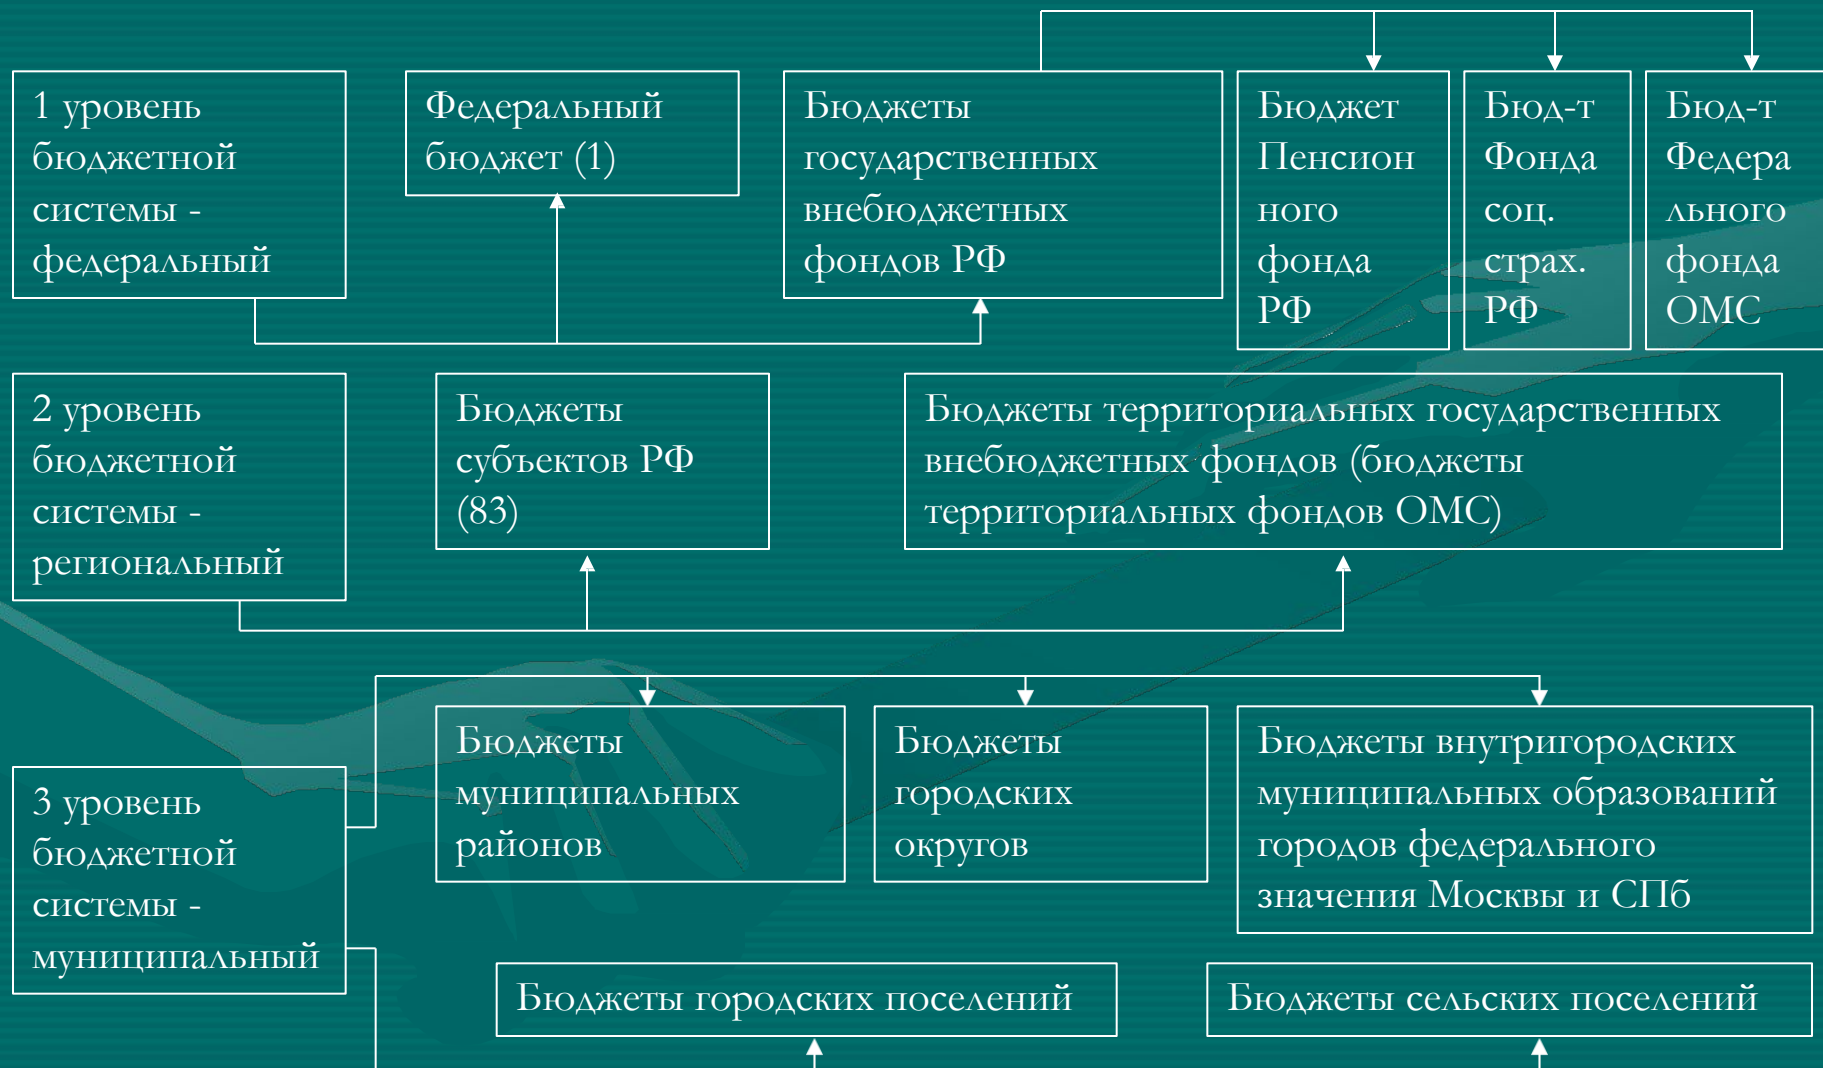 1 уровень
бюджетной
системы -
федеральный
Федеральный
бюджет (1)
Бюджеты
государственных
внебюджетных
фондов РФ
Бюджет
Пенсион
ного
фонда
РФ
Бюд-т
Фонда
соц.
страх.
РФ
Бюд-т
Федера
льного
фонда
ОМС
2 уровень
бюджетной
системы -
региональный
Бюджеты
субъектов РФ
(83)
Бюджеты территориальных государственных
внебюджетных фондов (бюджеты
территориальных фондов ОМС)
3 уровень
бюджетной
системы -
муниципальный
Бюджеты
муниципальных
районов
Бюджеты
городских
округов
Бюджеты внутригородских
муниципальных образований
городов федерального
значения Москвы и СПб
Бюджеты городских поселений
Бюджеты сельских поселений